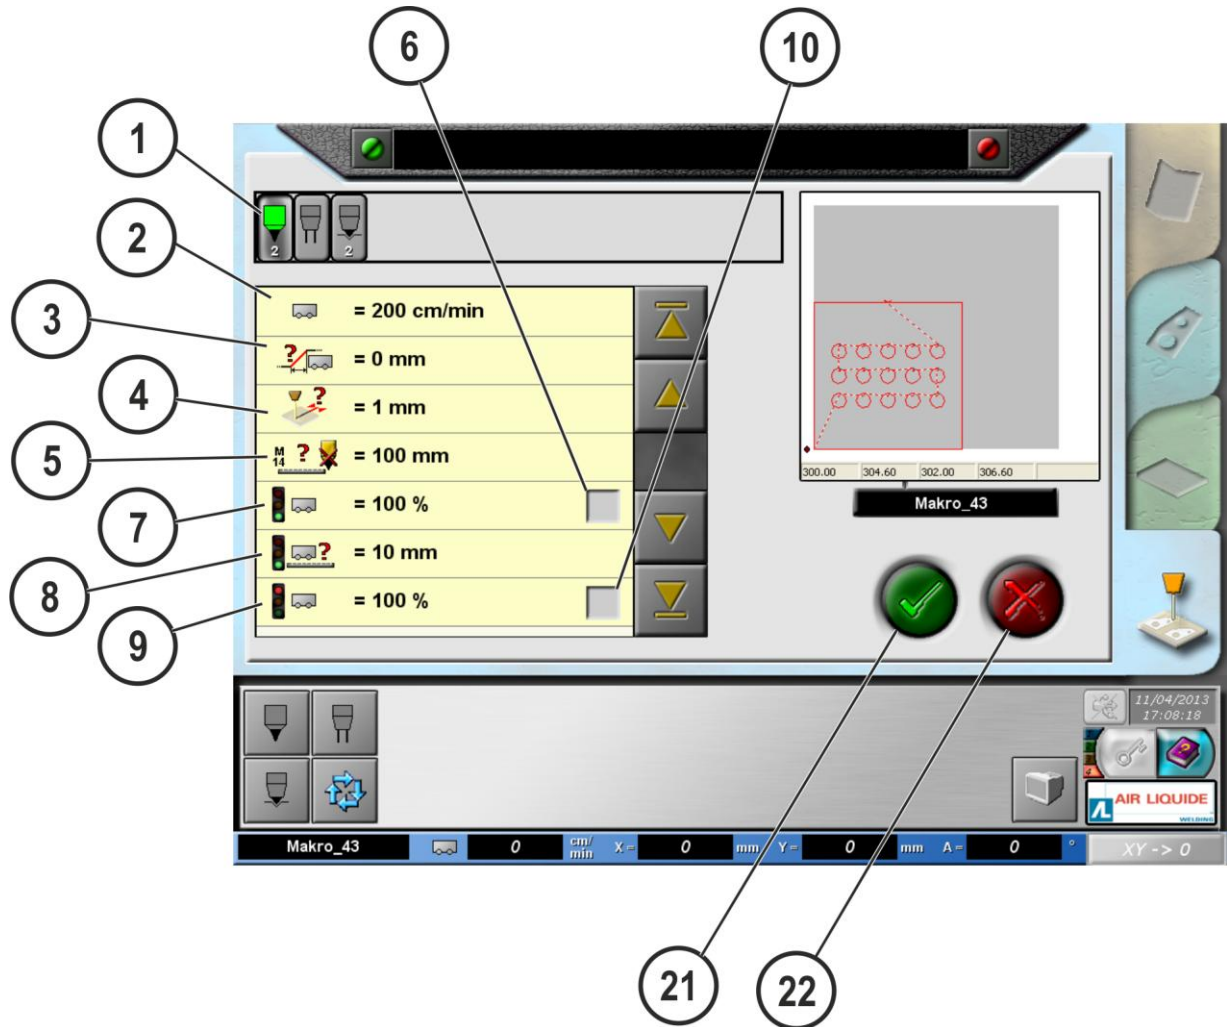 6
10
1
2
2
2
3
4
5
7
8
9
= 200 cm/min
? = 0 mm
? = 1 mm
M 14 ? = 100 mm
= 100 %
? = 10 mm
= 100 %
300.00 304.60 302.00 306.60
Makro_43
11/04/2013
17:08:18
?
4
AIR LIQUIDE
WELDING
Makro_43 0 cm/min X = 0 mm Y = 0 mm A = 0 ° XY -> 0
21
22